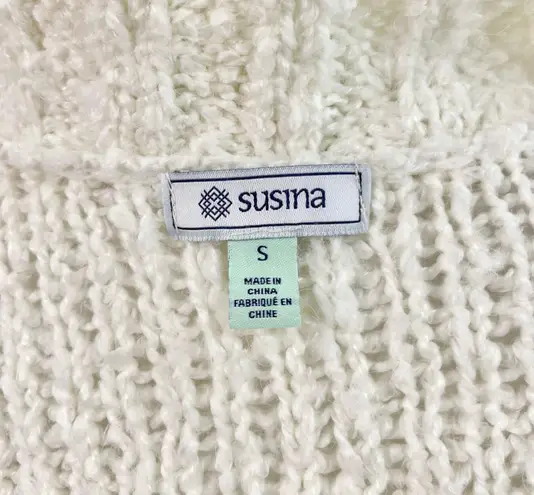 susina
S
MADE IN
CHINA
FABRIQUÉ EN
CHINE